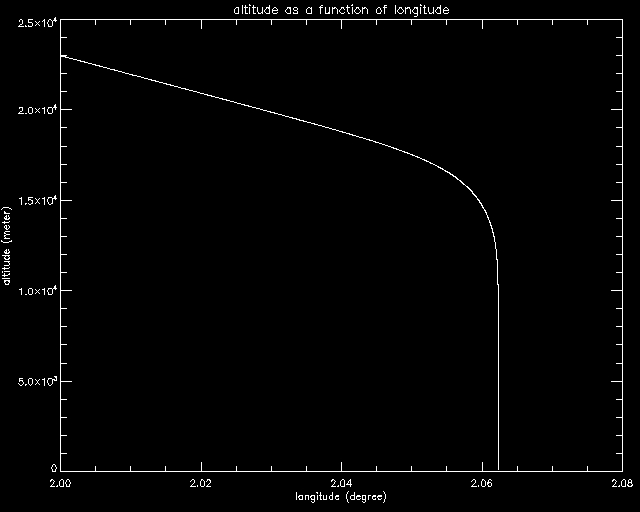 altitude as a function of longitude
2.5×10⁴
2.0×10⁴
1.5×10⁴
1.0×10⁴
5.0×10³
0
altitude (meter)
2.00 2.02 2.04 2.06 2.08
longitude (degree)